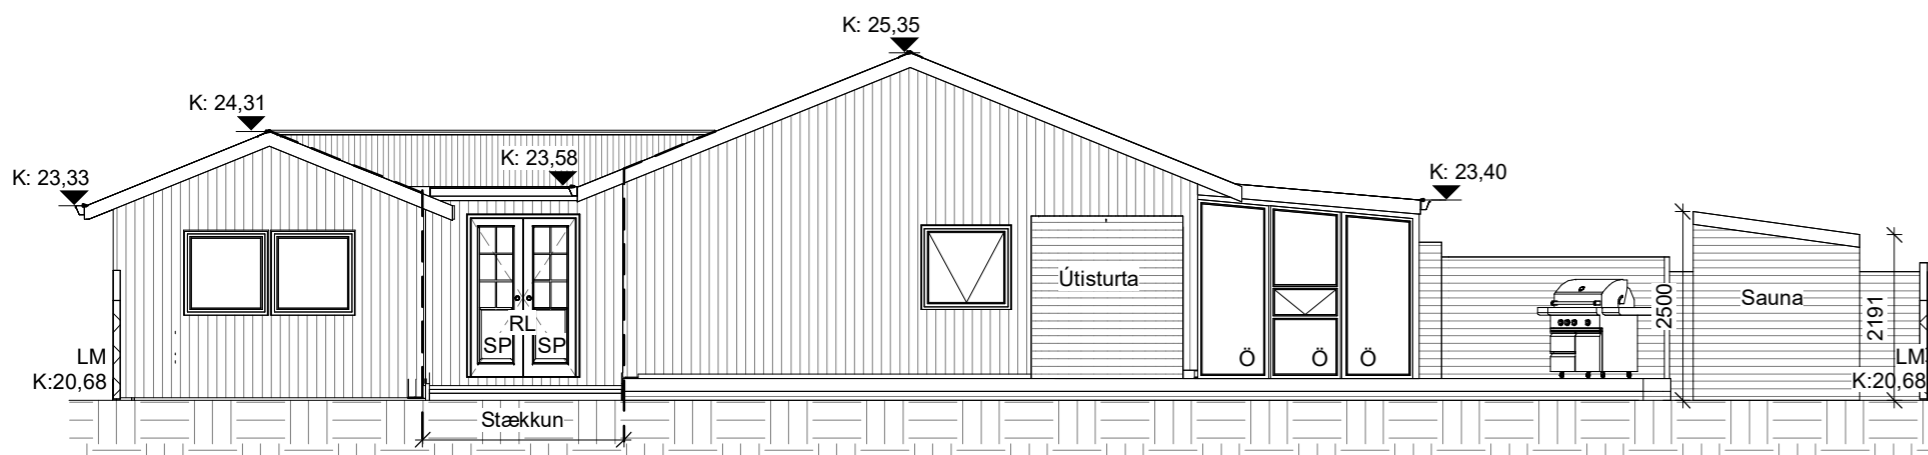 K: 25,35
K: 24,31
K: 23,58
K: 23,33
K: 23,40
Útisturta
Sauna
2500
2191
RL
SP SP
Ö Ö Ö
LM
K:20,68
LM
K:20,68
Stækkun